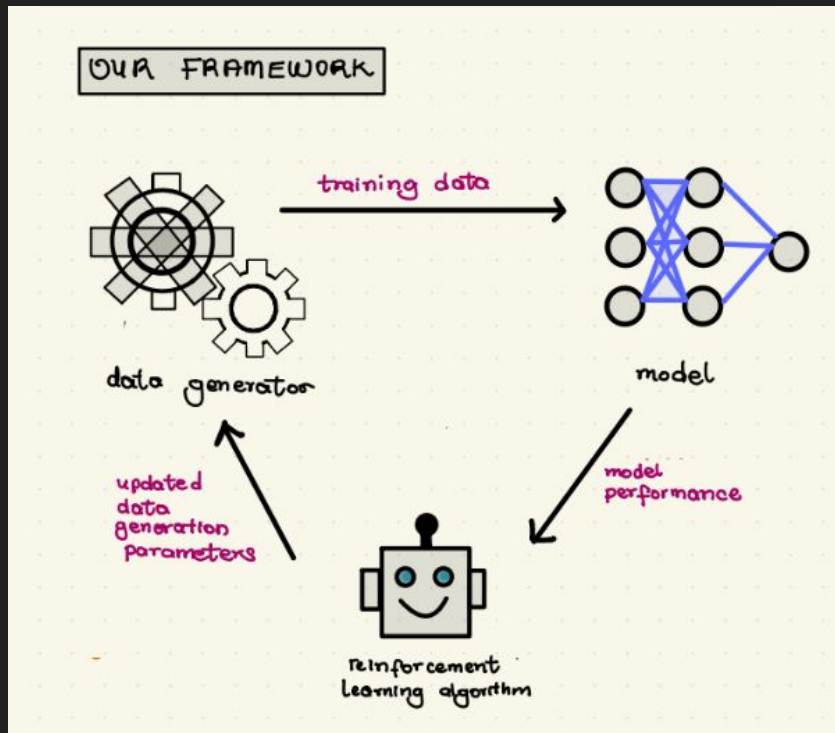 OUR FRAMEWORK
training data
data generator
model
updated
data
generation
parameters
model
performance
reinforcement
learning algorithm